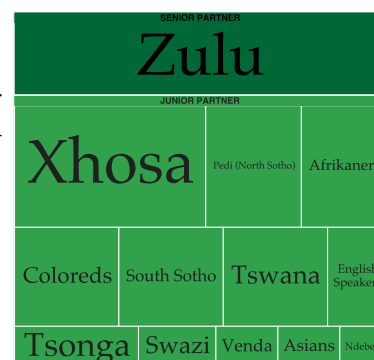 SENIOR PARTNER
Zulu
JUNIOR PARTNER
Xhosa
Pedi (North Sotho)
Afrikaner
Coloreds
South Sotho
Tswana
English
Speaker
Tsonga
Swazi
Venda
Asians
Ndebe